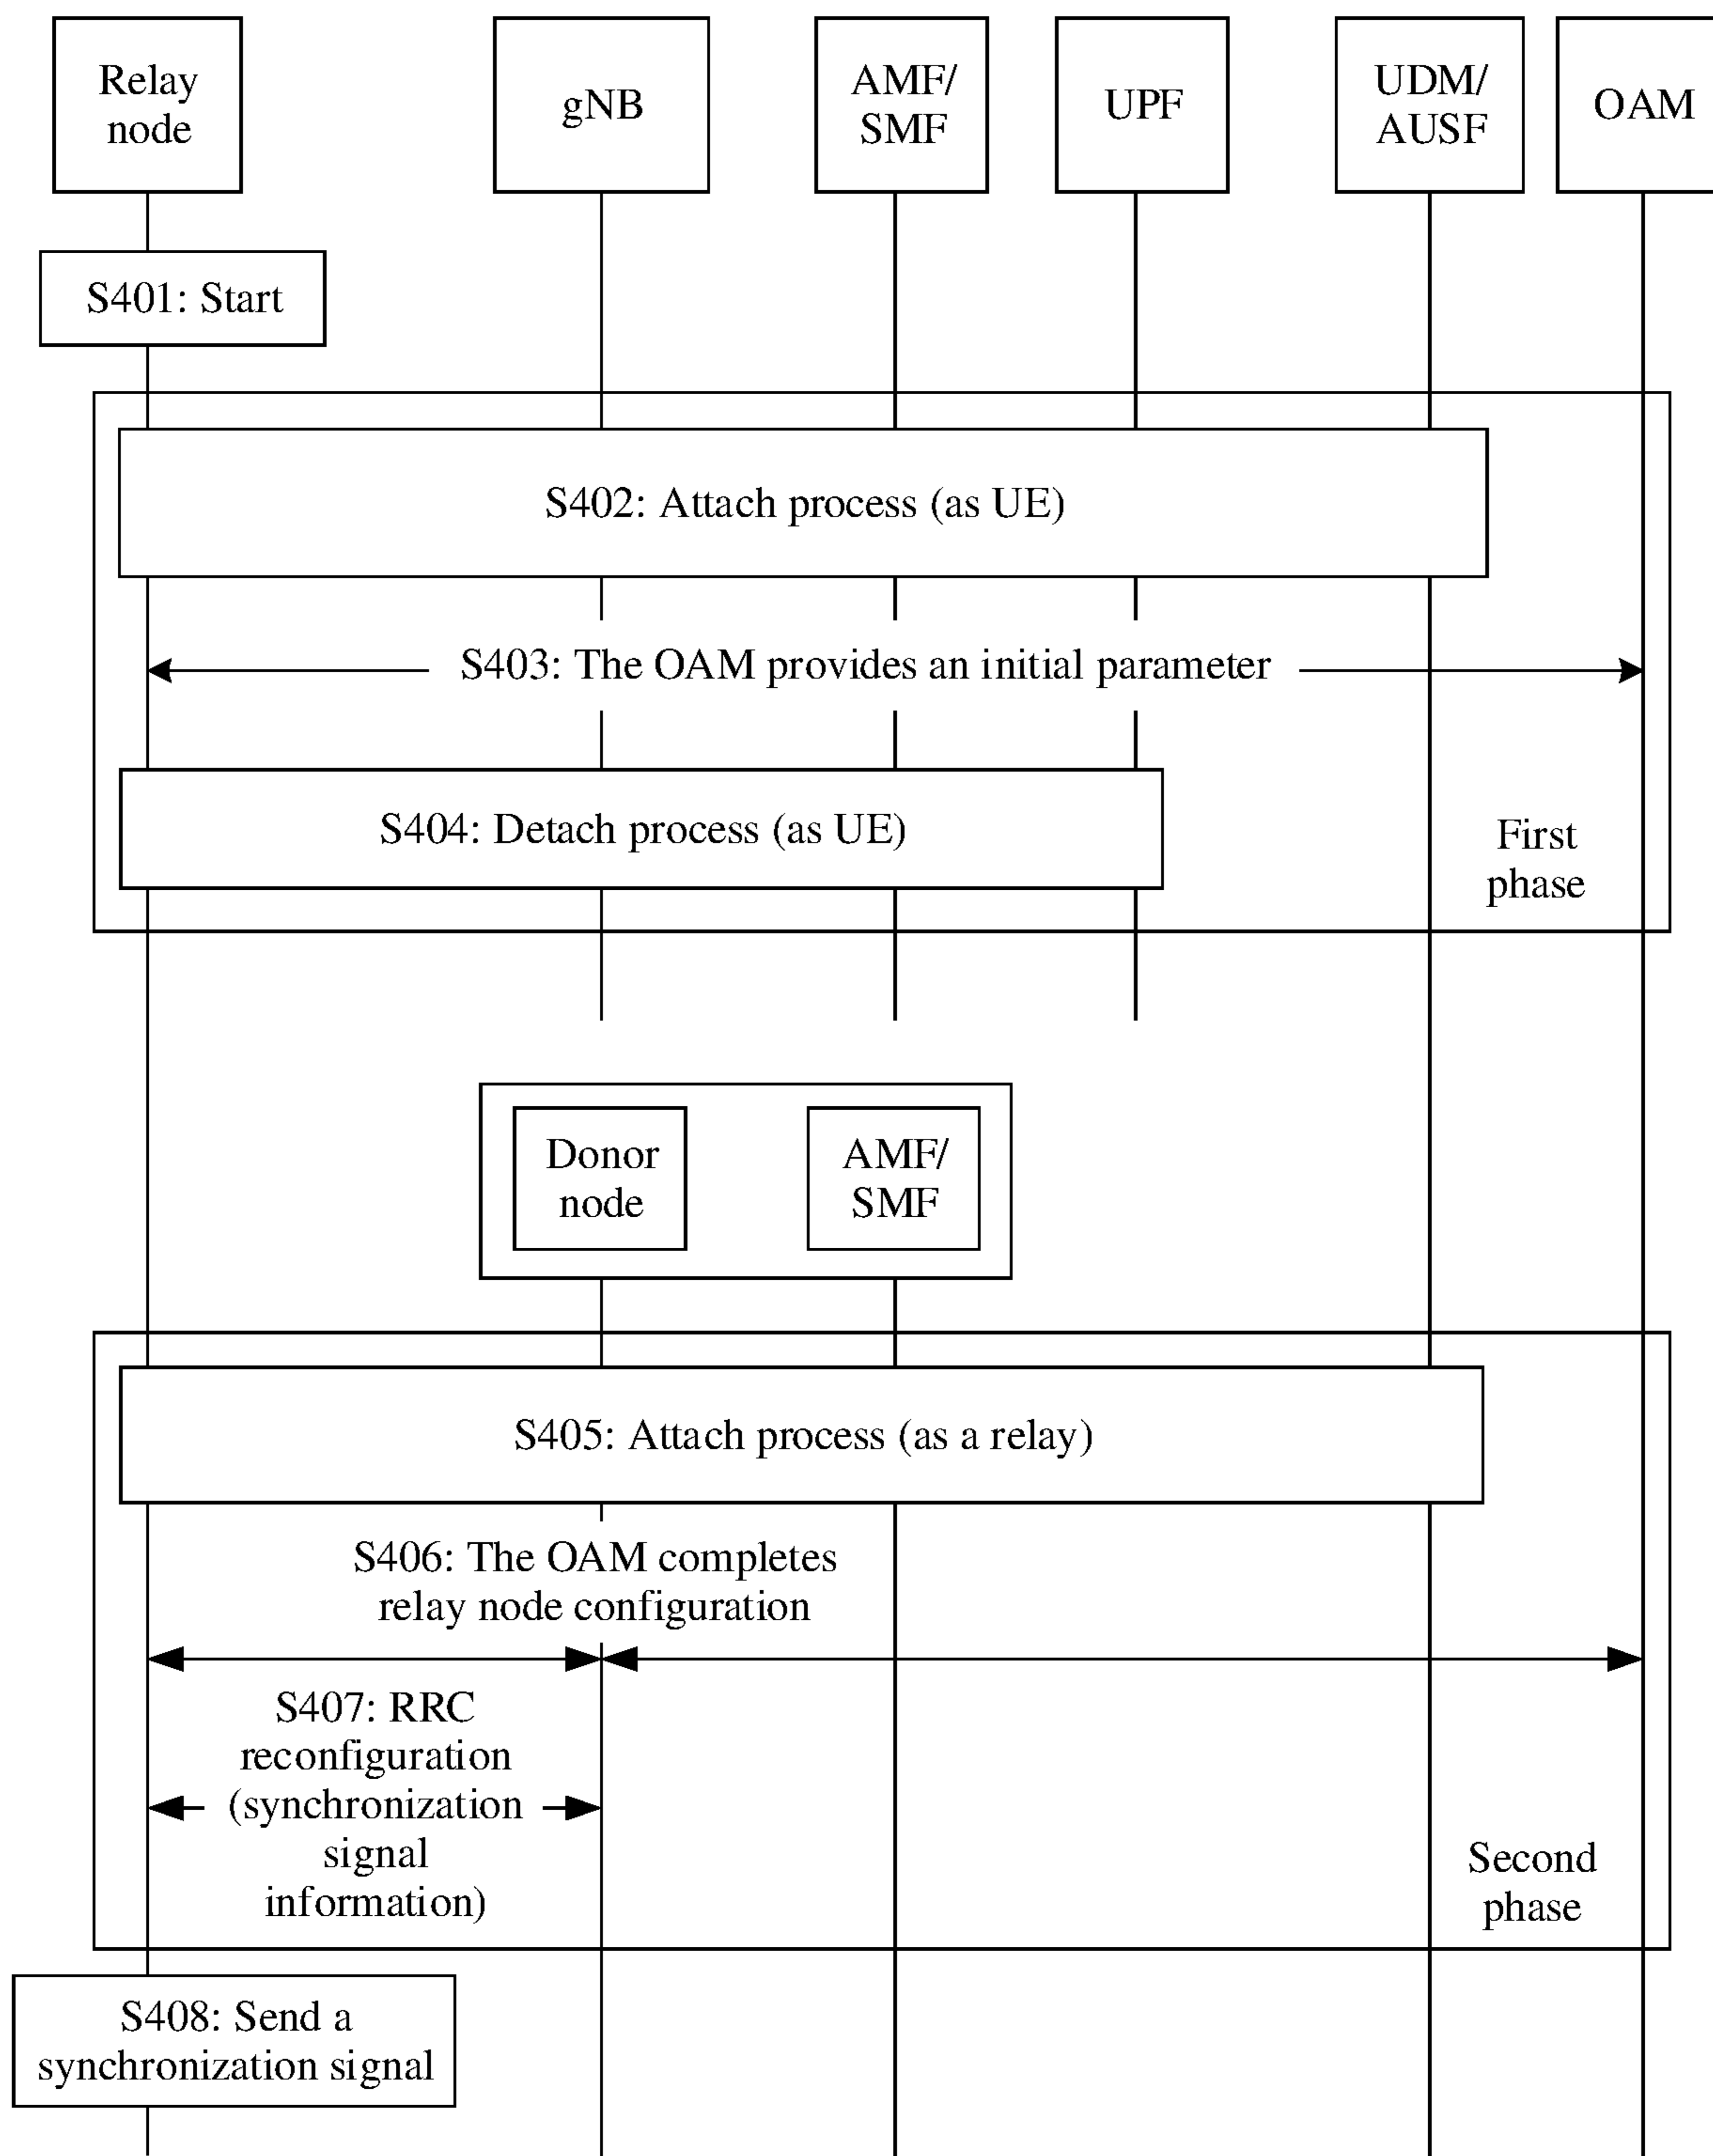 Relay
node
gNB
AMF/
SMF
UPF
UDM/
AUSF
OAM
S401: Start
S402: Attach process (as UE)
S403: The OAM provides an initial parameter
S404: Detach process (as UE)
First
phase
Donor
node
AMF/
SMF
S405: Attach process (as a relay)
S406: The OAM completes
relay node configuration
S407: RRC
reconfiguration
(synchronization
signal
information)
Second
phase
S408: Send a
synchronization signal